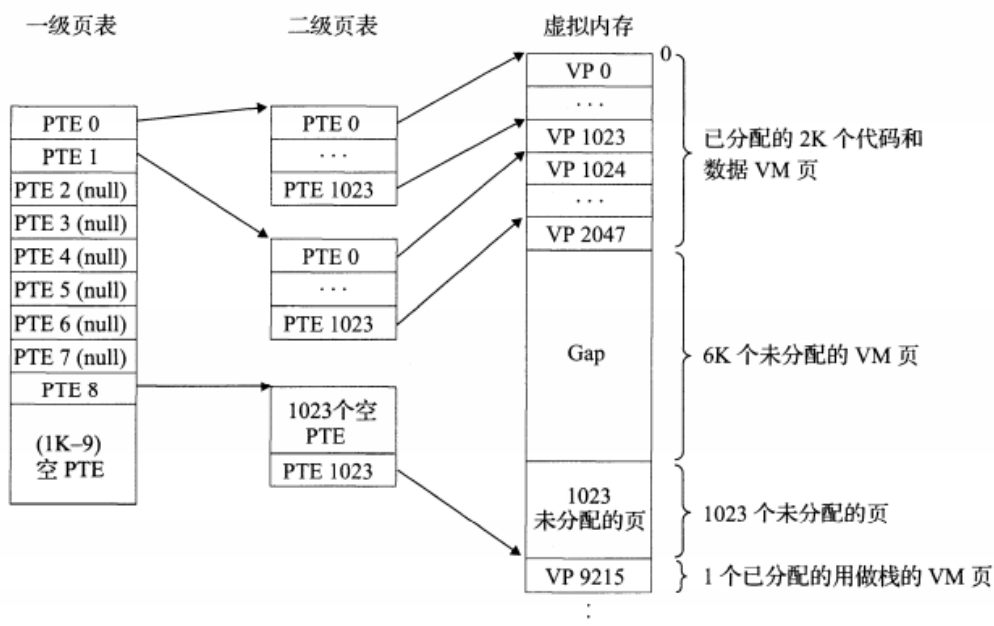 一级页表
二级页表
虚拟内存
PTE 0
PTE 1
PTE 2 (null)
PTE 3 (null)
PTE 4 (null)
PTE 5 (null)
PTE 6 (null)
PTE 7 (null)
PTE 8
(1K–9)
空 PTE
PTE 0
···
PTE 1023
PTE 0
···
PTE 1023
1023个空
PTE
PTE 1023
0
VP 0
···
VP 1023
VP 1024
···
VP 2047
Gap
1023
未分配的页
VP 9215
⋮
已分配的 2K 个代码和
数据 VM 页
6K 个未分配的 VM 页
1023 个未分配的页
1 个已分配的用做栈的 VM 页